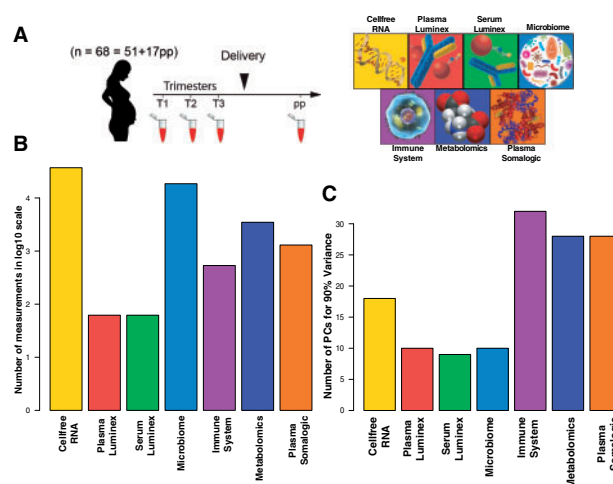 A
(n = 68 = 51+17pp)
Delivery
Trimesters
T1 T2 T3 pp
Cellfree
RNA
Plasma
Luminex
Serum
Luminex
Microbiome
Immune
System
Metabolomics
Plasma
Somalogic
B
Number of measurements in log10 scale
4
3
2
1
0
Cellfree
RNA
Plasma
Luminex
Serum
Luminex
Microbiome
Immune
System
Metabolomics
Plasma
Somalogic
C
Number of PCs for 90% Variance
30
25
20
15
10
5
0
Cellfree
RNA
Plasma
Luminex
Serum
Luminex
Microbiome
Immune
System
Metabolomics
Plasma
Somalogic